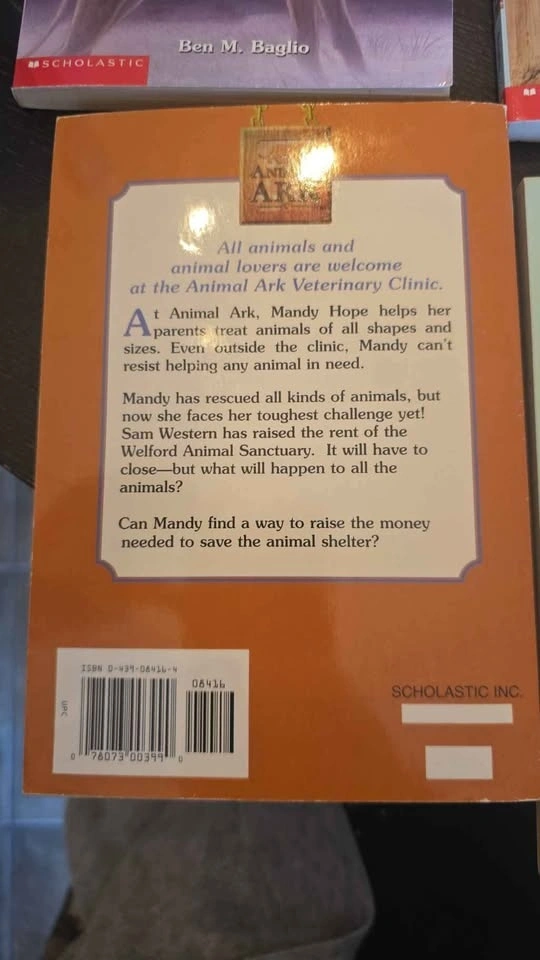 Ben M. Baglio
SCHOLASTIC
ARK
All animals and
animal lovers are welcome
at the Animal Ark Veterinary Clinic.
At Animal Ark, Mandy Hope helps her
parents treat animals of all shapes and
sizes. Even outside the clinic, Mandy can't
resist helping any animal in need.
Mandy has rescued all kinds of animals, but
now she faces her toughest challenge yet!
Sam Western has raised the rent of the
Welford Animal Sanctuary. It will have to
close—but what will happen to all the
animals?
Can Mandy find a way to raise the money
needed to save the animal shelter?
ISBN 0-439-08416-4
08416
UPC
0 78073 00399 0
SCHOLASTIC INC.